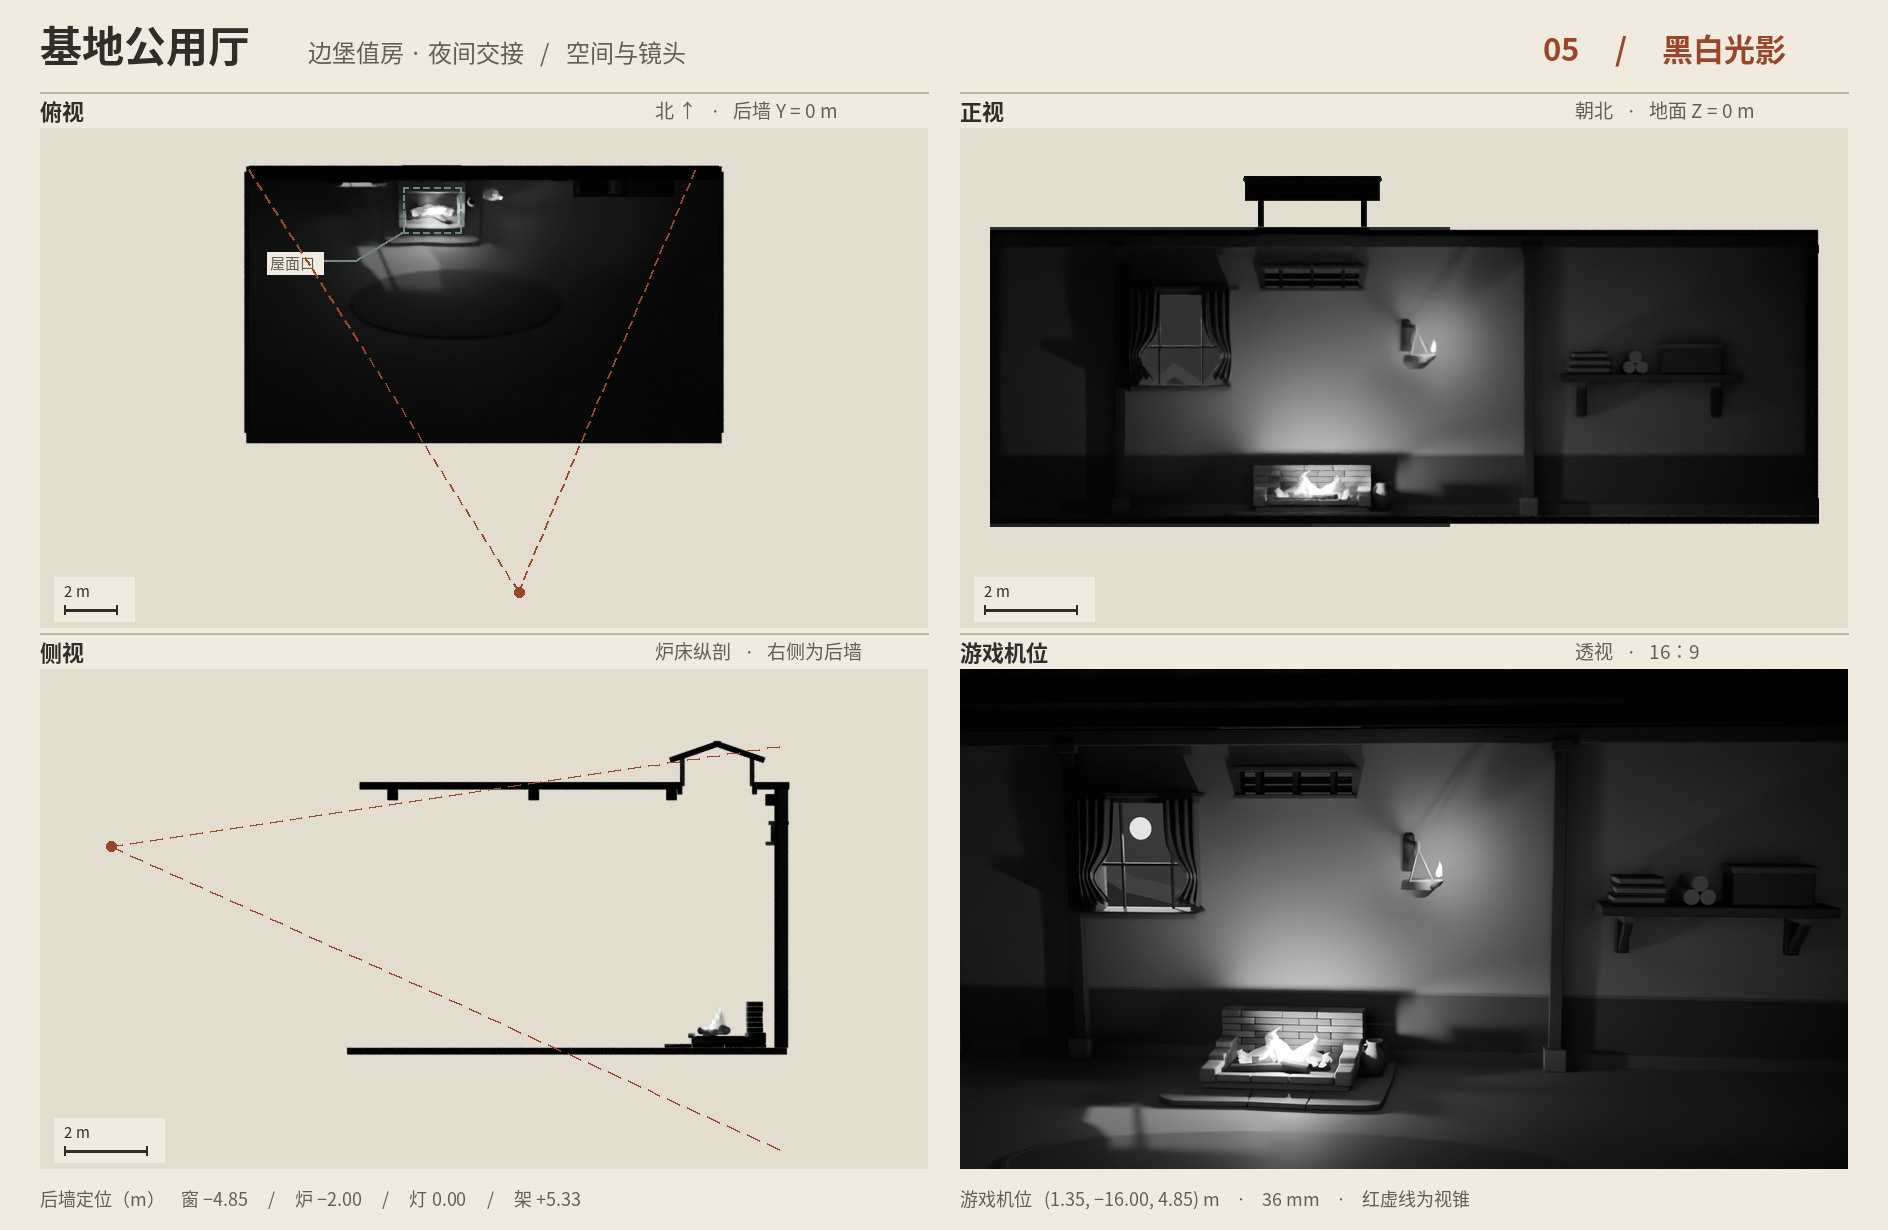 基地公用厅 边堡值房 · 夜间交接 / 空间与镜头 05 / 黑白光影
俯视 北 ↑ · 后墙 Y = 0 m
屋面口
2 m
正视 朝北 · 地面 Z = 0 m
2 m
侧视 炉床纵剖 · 右侧为后墙
2 m
游戏机位 透视 · 16：9
后墙定位（m） 窗 −4.85 / 炉 −2.00 / 灯 0.00 / 架 +5.33
游戏机位 (1.35, −16.00, 4.85) m · 36 mm · 红虚线为视锥